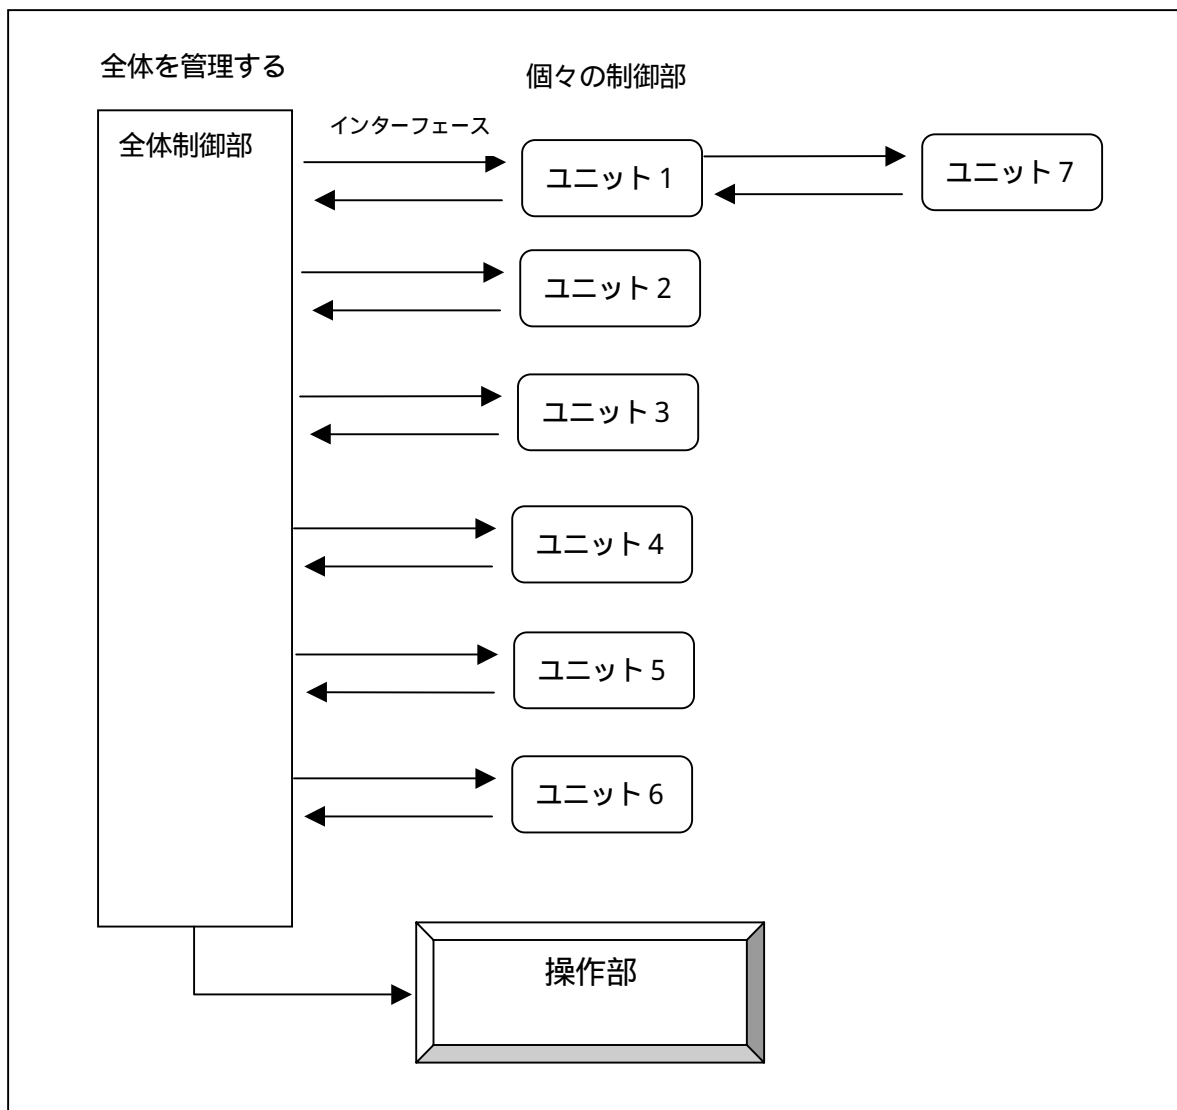 全体を管理する
個々の制御部
全体制御部
インターフェース
ユニット 1
ユニット 7
ユニット 2
ユニット 3
ユニット 4
ユニット 5
ユニット 6
操作部